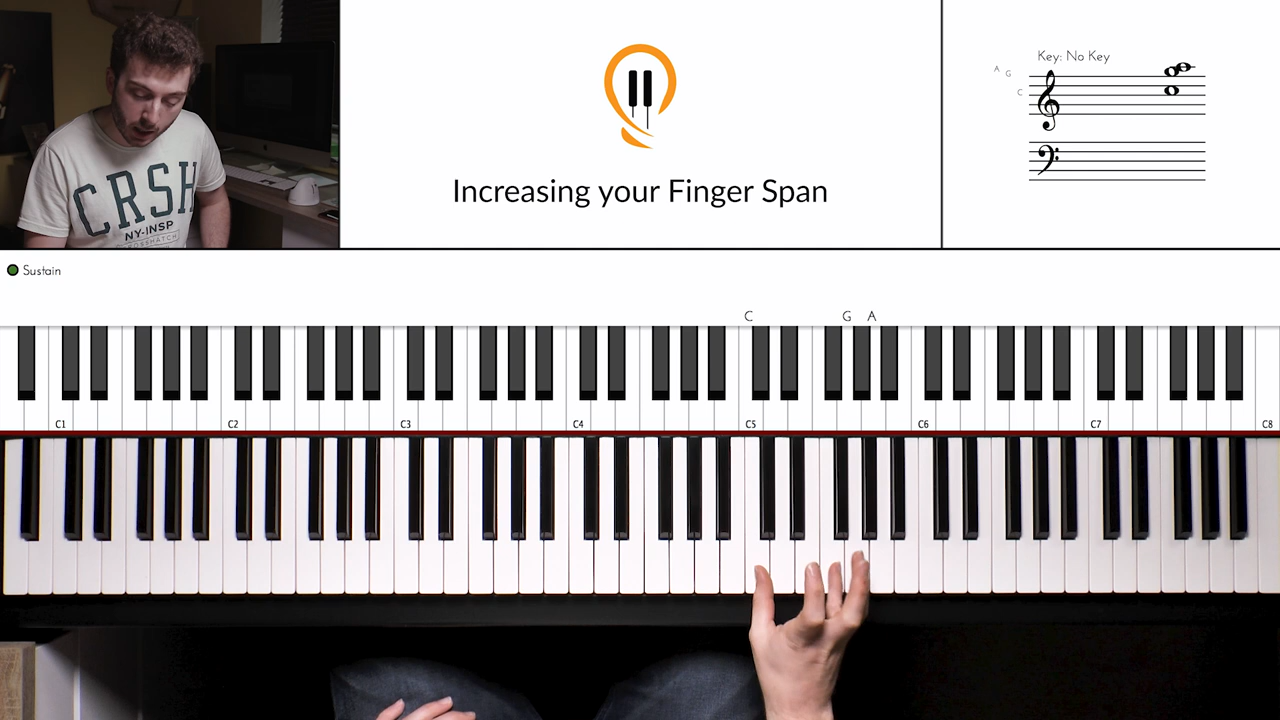 CRSH
NY-INSP
CROSSHATCH
Increasing your Finger Span
Key: No Key
A
G
C
Sustain
C G A
C1 C2 C3 C4 C5 C6 C7 C8